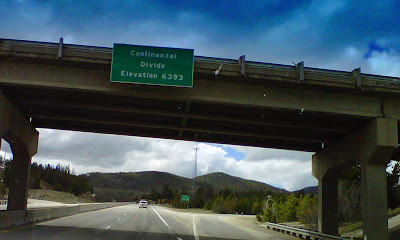 Continental
Divide
Elevation 6393